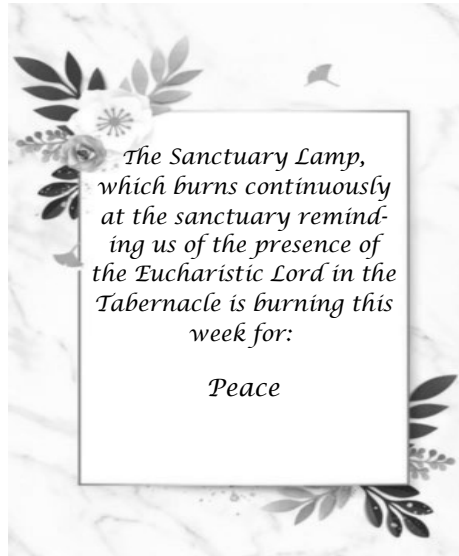 The Sanctuary Lamp,
which burns continuously
at the sanctuary remind-
ing us of the presence of
the Eucharistic Lord in the
Tabernacle is burning this
week for:
Peace